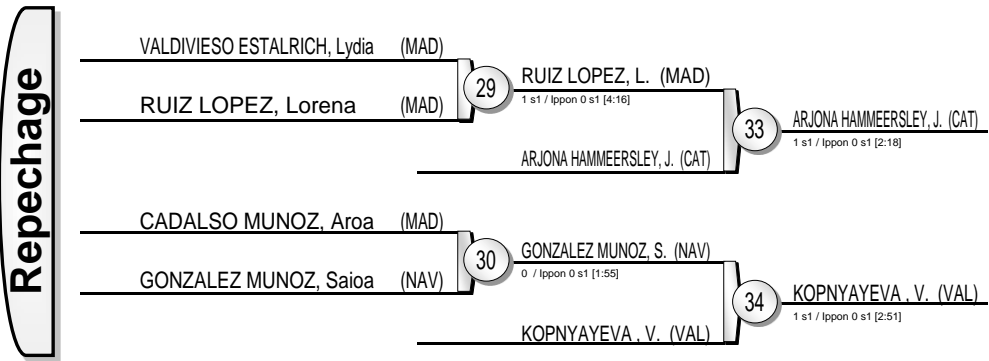 Repechage
VALDIVIESO ESTALRICH, Lydia (MAD)
29
RUIZ LOPEZ, L. (MAD)
1 s1 / Ippon 0 s1 [4:16]
RUIZ LOPEZ, Lorena (MAD)
33
ARJONA HAMMEERSLEY, J. (CAT)
1 s1 / Ippon 0 s1 [2:18]
ARJONA HAMMEERSLEY, J. (CAT)
CADALSO MUNOZ, Aroa (MAD)
30
GONZALEZ MUNOZ, S. (NAV)
0 / Ippon 0 s1 [1:55]
GONZALEZ MUNOZ, Saioa (NAV)
34
KOPNYAYEVA , V. (VAL)
1 s1 / Ippon 0 s1 [2:51]
KOPNYAYEVA , V. (VAL)